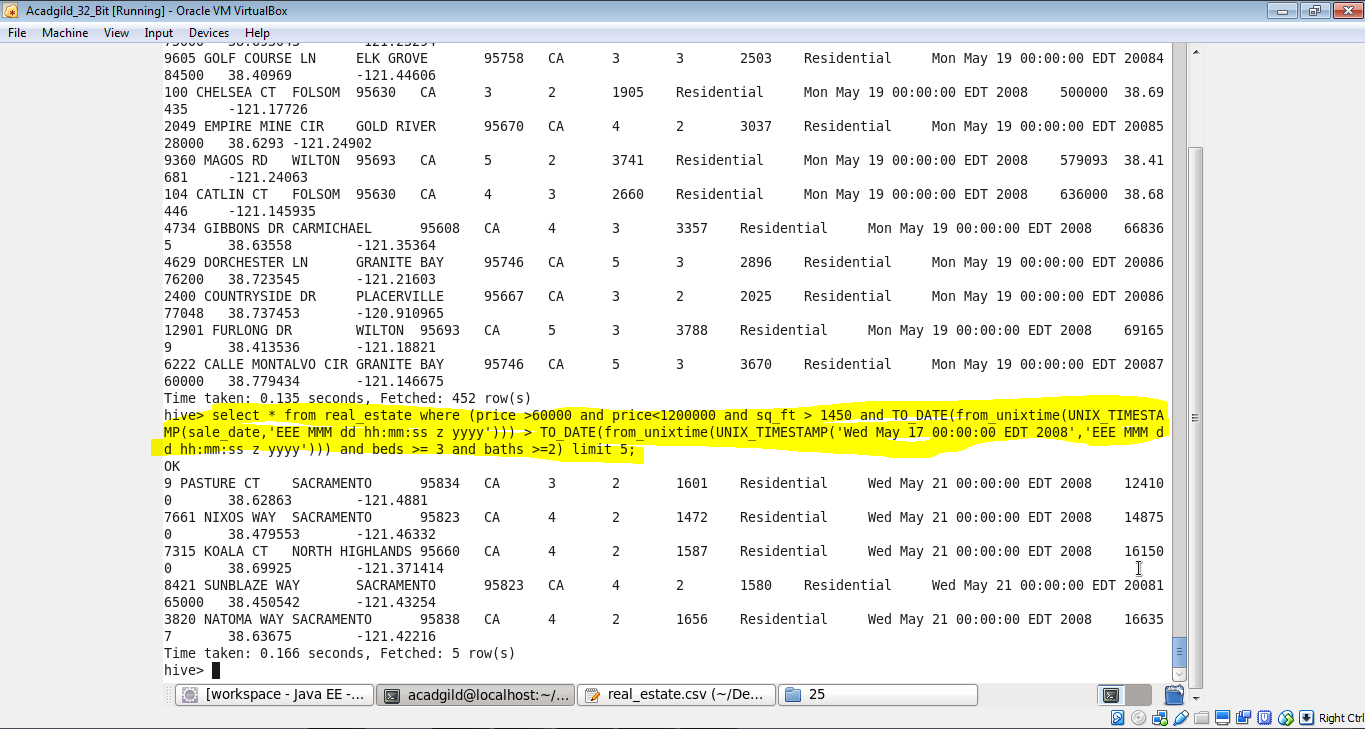 Acadgild_32_Bit [Running] - Oracle VM VirtualBox
File Machine View Input Devices Help
9605 GOLF COURSE LN ELK GROVE 95758 CA 3 3 2503 Residential Mon May 19 00:00:00 EDT 20084
84500 38.40969 -121.44606
100 CHELSEA CT FOLSOM 95630 CA 3 2 1905 Residential Mon May 19 00:00:00 EDT 2008 500000 38.69
435 -121.17726
2049 EMPIRE MINE CIR GOLD RIVER 95670 CA 4 2 3037 Residential Mon May 19 00:00:00 EDT 20085
28000 38.6293 -121.24902
9360 MAGOS RD WILTON 95693 CA 5 2 3741 Residential Mon May 19 00:00:00 EDT 2008 579093 38.41
681 -121.24063
104 CATLIN CT FOLSOM 95630 CA 4 3 2660 Residential Mon May 19 00:00:00 EDT 2008 636000 38.68
446 -121.145935
4734 GIBBONS DR CARMICHAEL 95608 CA 4 3 3357 Residential Mon May 19 00:00:00 EDT 2008 66836
5 38.63558 -121.35364
4629 DORCHESTER LN GRANITE BAY 95746 CA 5 3 2896 Residential Mon May 19 00:00:00 EDT 20086
76200 38.723545 -121.21603
2400 COUNTRYSIDE DR PLACERVILLE 95667 CA 3 2 2025 Residential Mon May 19 00:00:00 EDT 20086
77048 38.737453 -120.910965
12901 FURLONG DR WILTON 95693 CA 5 3 3788 Residential Mon May 19 00:00:00 EDT 2008 69165
9 38.413536 -121.18821
6222 CALLE MONTALVO CIR GRANITE BAY 95746 CA 5 3 3670 Residential Mon May 19 00:00:00 EDT 20087
60000 38.779434 -121.146675
Time taken: 0.135 seconds, Fetched: 452 row(s)
hive> select * from real_estate where (price >60000 and price<1200000 and sq_ft > 1450 and TO_DATE(from_unixtime(UNIX_TIMESTA
MP(sale_date,'EEE MMM dd hh:mm:ss z yyyy'))) > TO_DATE(from_unixtime(UNIX_TIMESTAMP('Wed May 17 00:00:00 EDT 2008','EEE MMM d
d hh:mm:ss z yyyy'))) and beds >= 3 and baths >=2) limit 5;
OK
9 PASTURE CT SACRAMENTO 95834 CA 3 2 1601 Residential Wed May 21 00:00:00 EDT 2008 12410
0 38.62863 -121.4881
7661 NIXOS WAY SACRAMENTO 95823 CA 4 2 1472 Residential Wed May 21 00:00:00 EDT 2008 14875
0 38.479553 -121.46332
7315 KOALA CT NORTH HIGHLANDS 95660 CA 4 2 1587 Residential Wed May 21 00:00:00 EDT 2008 16150
0 38.69925 -121.371414
8421 SUNBLAZE WAY SACRAMENTO 95823 CA 4 2 1580 Residential Wed May 21 00:00:00 EDT 20081
65000 38.450542 -121.43254
3820 NATOMA WAY SACRAMENTO 95838 CA 4 2 1656 Residential Wed May 21 00:00:00 EDT 2008 16635
7 38.63675 -121.42216
Time taken: 0.166 seconds, Fetched: 5 row(s)
hive>
[workspace - Java EE -... acadgild@localhost:~/... real_estate.csv (~/De... 25
Right Ctrl